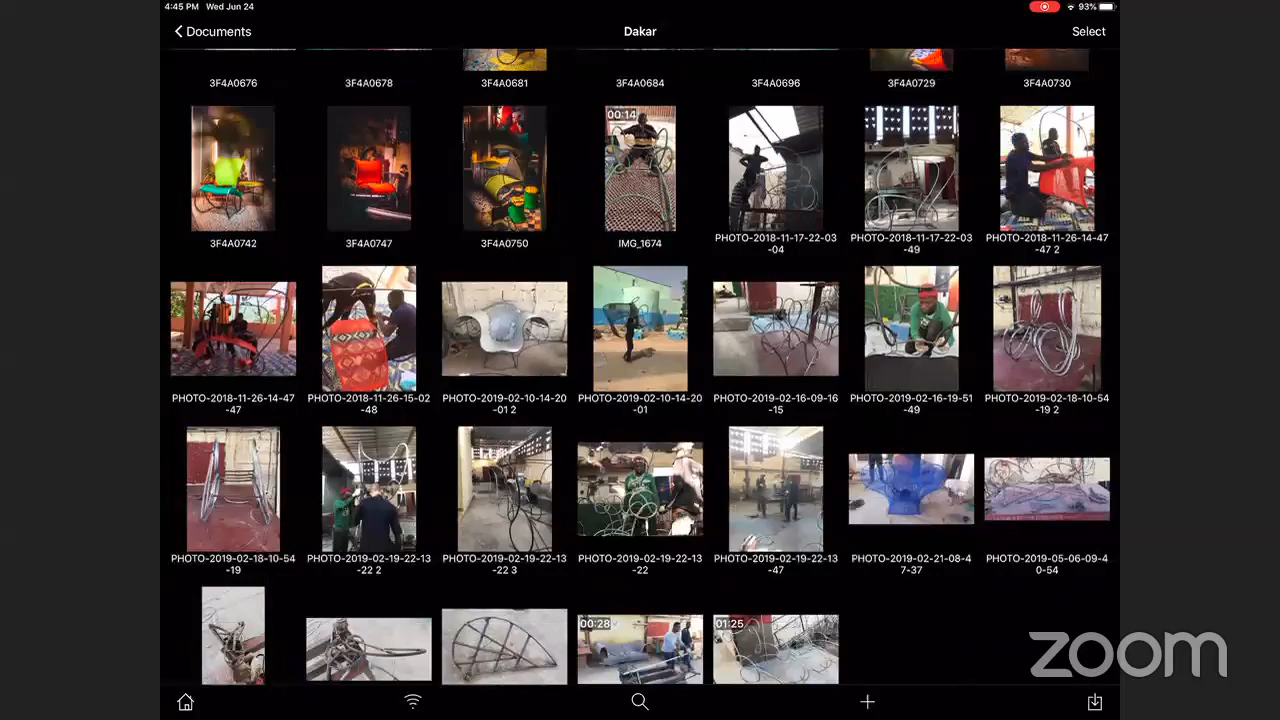 4:45 PM Wed Jun 24
93%
Documents
Dakar
Select
3F4A0676
3F4A0678
3F4A0681
3F4A0684
3F4A0696
3F4A0729
3F4A0730
00:14
3F4A0742
3F4A0747
3F4A0750
IMG_1674
PHOTO-2018-11-17-22-03
-04
PHOTO-2018-11-17-22-03
-49
PHOTO-2018-11-26-14-47
-47 2
PHOTO-2018-11-26-14-47
-47
PHOTO-2018-11-26-15-02
-48
PHOTO-2019-02-10-14-20
-01 2
PHOTO-2019-02-10-14-20
-01
PHOTO-2019-02-16-09-16
-15
PHOTO-2019-02-16-19-51
-49
PHOTO-2019-02-18-10-54
-19 2
PHOTO-2019-02-18-10-54
-19
PHOTO-2019-02-19-22-13
-22 2
PHOTO-2019-02-19-22-13
-22 3
PHOTO-2019-02-19-22-13
-22
PHOTO-2019-02-19-22-13
-47
PHOTO-2019-02-21-08-4
7-37
PHOTO-2019-05-06-09-4
0-54
00:28
01:25
zoom